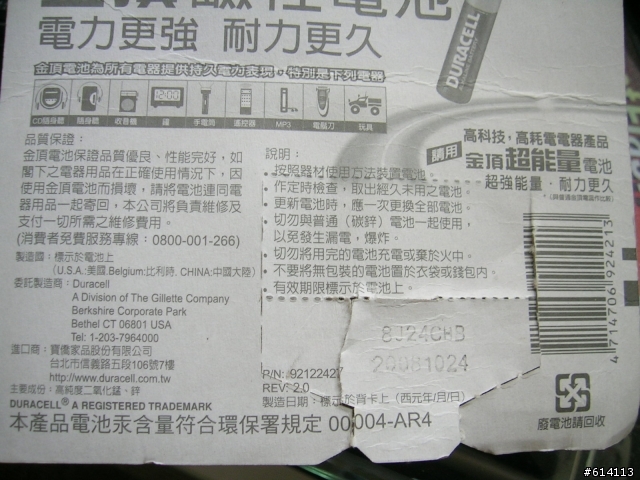 鹼性電池
DURACELL
電力更強 耐力更久
金頂電池為所有電器提供持久電力表現，特別是下列電器
CD隨身聽 隨身聽 收音機 鐘 手電筒 遙控器 MP3 電鬍刀 玩具
12:00
品質保證：
金頂電池保證品質優良、性能完好，如
閣下之電器用品在正確使用情況下，因
使用金頂電池而損壞，請將電池連同電
器用品一起寄回，本公司將負責維修及
支付一切所需之維修費用。
(消費者免費服務專線：0800-001-266)
製造國：標示於電池上
(U.S.A.:美國.Belgium:比利時. CHINA:中國大陸)
委託製造商：Duracell
A Division of The Gillette Company
Berkshire Corporate Park
Bethel CT 06801 USA
Tel: 1-203-7964000
進口商：寶僑家品股份有限公司
台北市信義路五段106號7樓
http://www.duracell.com.tw
主要成份：高純度二氧化錳、鋅
DURACELL® A REGISTERED TRADEMARK
本產品電池汞含量符合環保署規定 00004-AR4
說明：
•按照器材使用方法裝置電池。
•作定時檢查，取出經久未用之電池。
•更新電池時，應一次更換全部電池。
•切勿與普通（碳鋅）電池一起使用，
以免發生漏電，爆炸。
•切勿將用完的電池充電或棄於火中。
•不要將無包裝的電池置於衣袋或錢包內。
•有效期限標示於電池上。
8J24CHB
20081024
P/N: 92122427
REV. 2.0
製造日期：標示於背卡上（西元年/月/日）
高科技，高耗電電器產品
請用 金頂超能量電池
超強能量・耐力更久
4714706924213
廢電池請回收
#614113